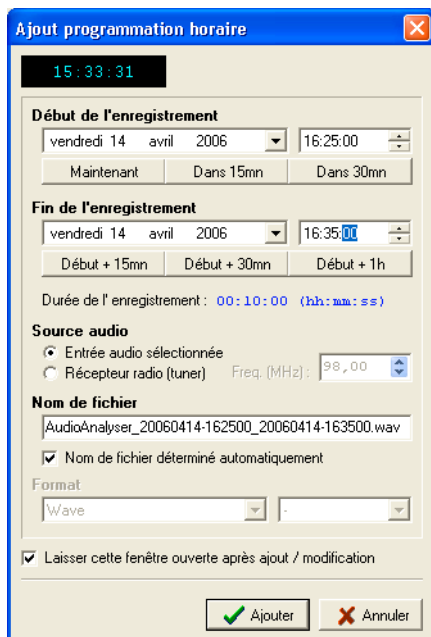 Ajout programmation horaire
15:33:31
Début de l'enregistrement
vendredi 14 avril 2006 16:25:00
Maintenant Dans 15mn Dans 30mn
Fin de l'enregistrement
vendredi 14 avril 2006 16:35:00
Début + 15mn Début + 30mn Début + 1h
Durée de l' enregistrement : 00:10:00 (hh:mm:ss)
Source audio
Entrée audio sélectionnée
Récepteur radio (tuner) Freq. (MHz) : 98,00
Nom de fichier
AudioAnalyser_20060414-162500_20060414-163500.wav
Nom de fichier déterminé automatiquement
Format
Wave -
Laisser cette fenêtre ouverte après ajout / modification
Ajouter Annuler